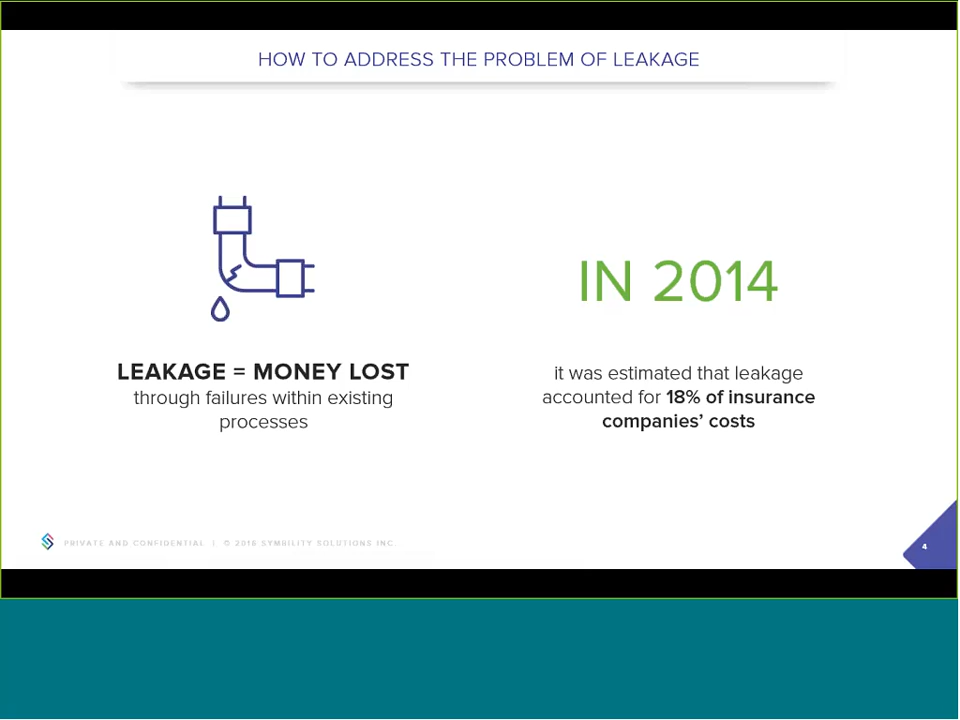 HOW TO ADDRESS THE PROBLEM OF LEAKAGE
LEAKAGE = MONEY LOST
through failures within existing
processes
IN 2014
it was estimated that leakage
accounted for 18% of insurance
companies’ costs
PRIVATE AND CONFIDENTIAL | © 2016 SYMBILITY SOLUTIONS INC.
4